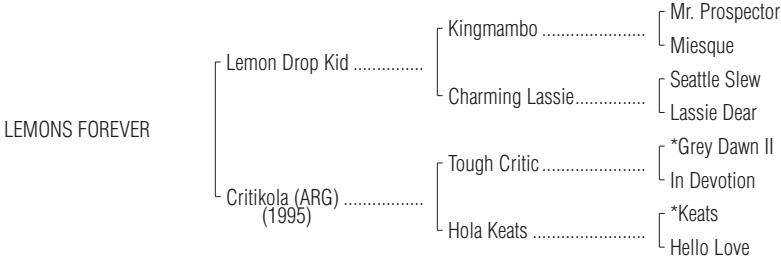 Mr. Prospector
Kingmambo ......................
Miesque
Lemon Drop Kid ...............
Seattle Slew
Charming Lassie...............
Lassie Dear
LEMONS FOREVER
*Grey Dawn II
Tough Critic......................
In Devotion
Critikola (ARG) .................
(1995)
*Keats
Hola Keats ........................
Hello Love